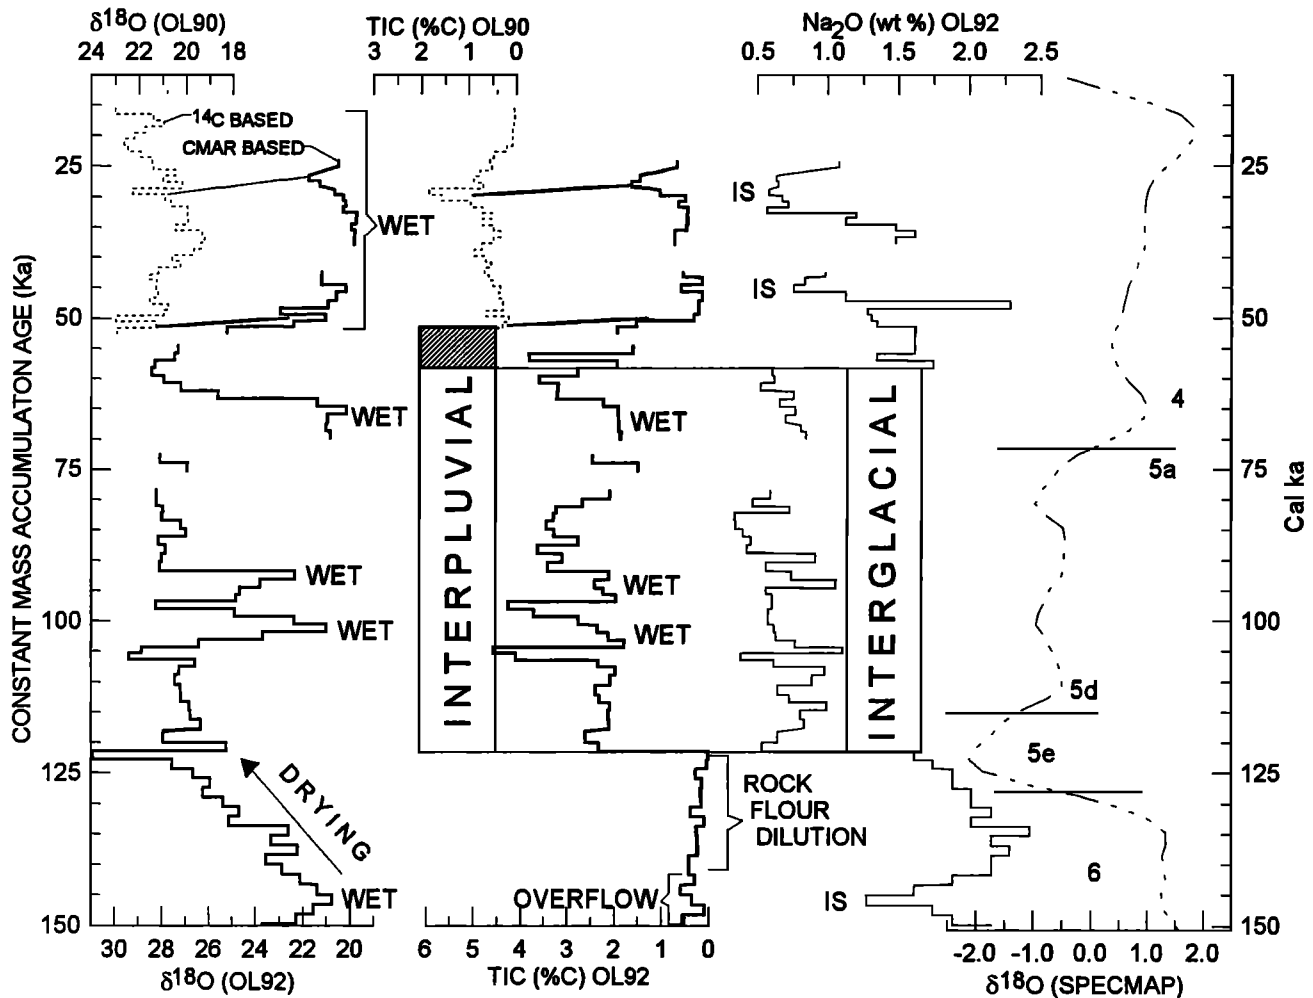 δ18O (OL90)
24 22 20 18
TIC (%C) OL90
3 2 1 0
Na2O (wt %) OL92
0.5 1.0 1.5 2.0 2.5
14C BASED
CMAR BASED
WET
IS
IS
CONSTANT MASS ACCUMULATON AGE (Ka)
25
50
75
100
125
150
WET
WET
WET
DRYING
WET
INTERPLUVIAL
WET
WET
WET
INTERGLACIAL
ROCK
FLOUR
DILUTION
OVERFLOW
IS
4
5a
5d
5e
6
25
50
75
100
125
150
Cal ka
30 28 26 24 22 20
δ18O (OL92)
6 5 4 3 2 1 0
TIC (%C) OL92
-2.0 -1.0 0.0 1.0 2.0
δ18O (SPECMAP)